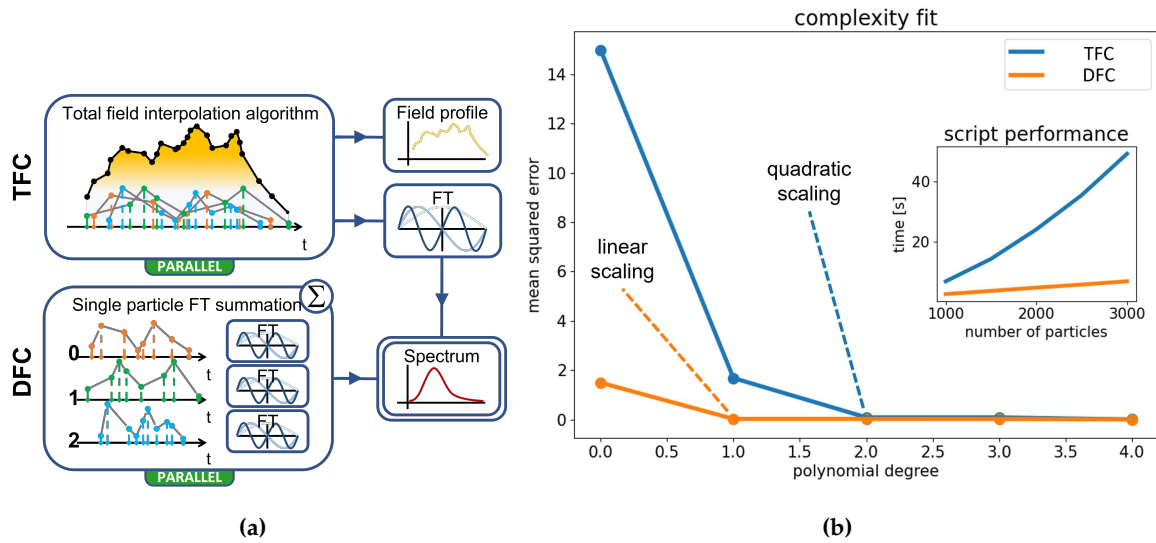 TFC
Total field interpolation algorithm
t
PARALLEL
Field profile
FT
DFC
Single particle FT summation
Σ
0
t
FT
1
t
FT
2
t
FT
PARALLEL
Spectrum
(a)
complexity fit
TFC
DFC
mean squared error
14
12
10
8
6
4
2
0
0.0 0.5 1.0 1.5 2.0 2.5 3.0 3.5 4.0
polynomial degree
linear
scaling
quadratic
scaling
script performance
time [s]
40
20
1000 2000 3000
number of particles
(b)